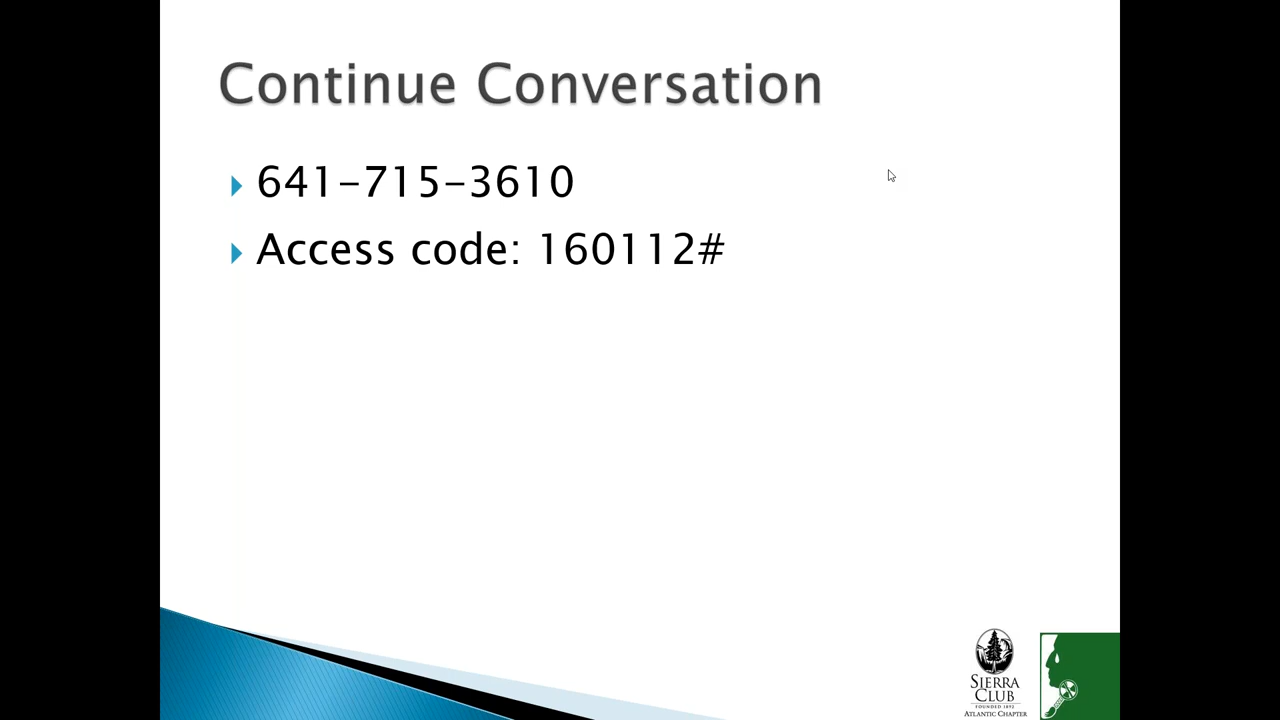 Continue Conversation
641-715-3610
Access code: 160112#
SIERRA
CLUB
FOUNDED 1892
ATLANTIC CHAPTER